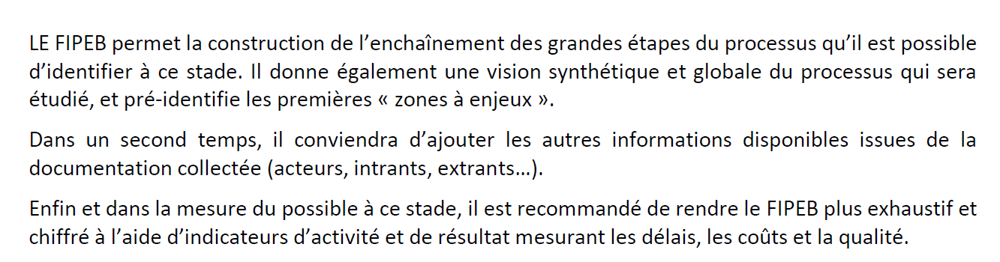 LE FIPEB permet la construction de l’enchaînement des grandes étapes du processus qu’il est possible
d’identifier à ce stade. Il donne également une vision synthétique et globale du processus qui sera
étudié, et pré-identifie les premières « zones à enjeux ».
Dans un second temps, il conviendra d’ajouter les autres informations disponibles issues de la
documentation collectée (acteurs, intrants, extrants…).
Enfin et dans la mesure du possible à ce stade, il est recommandé de rendre le FIPEB plus exhaustif et
chiffré à l’aide d’indicateurs d’activité et de résultat mesurant les délais, les coûts et la qualité.